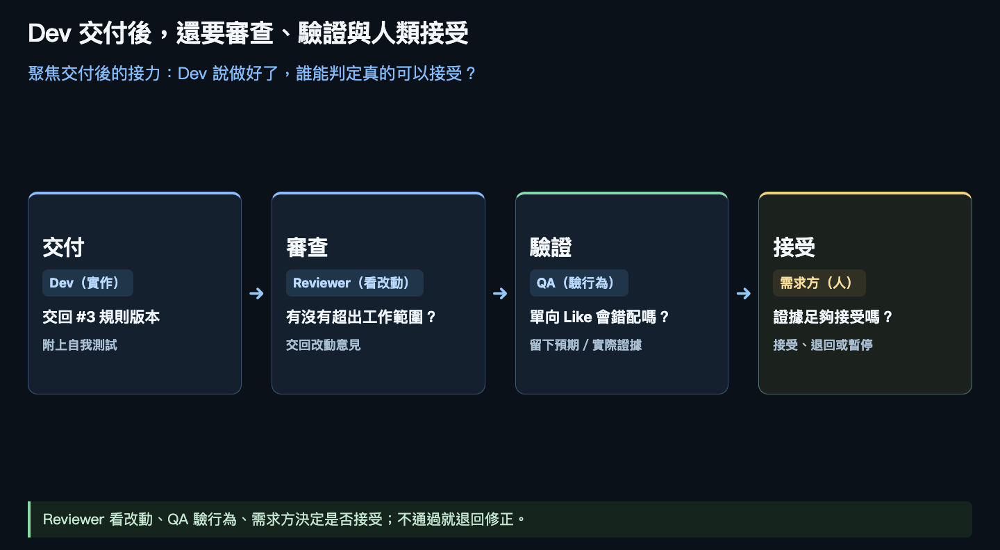 Dev 交付後，還要審查、驗證與人類接受
聚焦交付後的接力：Dev 說做好了，誰能判定真的可以接受？
交付
Dev（實作）
交回 #3 規則版本
附上自我測試
→
審查
Reviewer（看改動）
有沒有超出工作範圍？
交回改動意見
→
驗證
QA（驗行為）
單向 Like 會錯配嗎？
留下預期 / 實際證據
→
接受
需求方（人）
證據足夠接受嗎？
接受、退回或暫停
Reviewer 看改動、QA 驗行為、需求方決定是否接受；不通過就退回修正。